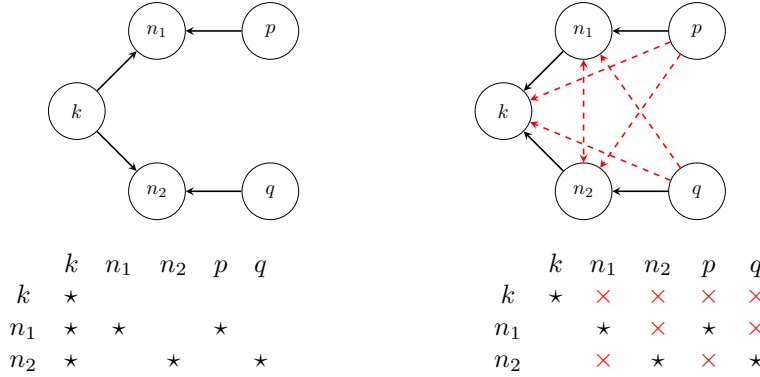 n₁ p n₁ p
k k
n₂ q n₂ q
k n₁ n₂ p q k n₁ n₂ p q
k ⋆ k ⋆ × × × ×
n₁ ⋆ ⋆ ⋆ n₁ ⋆ × ⋆ ×
n₂ ⋆ ⋆ ⋆ n₂ × ⋆ × ⋆